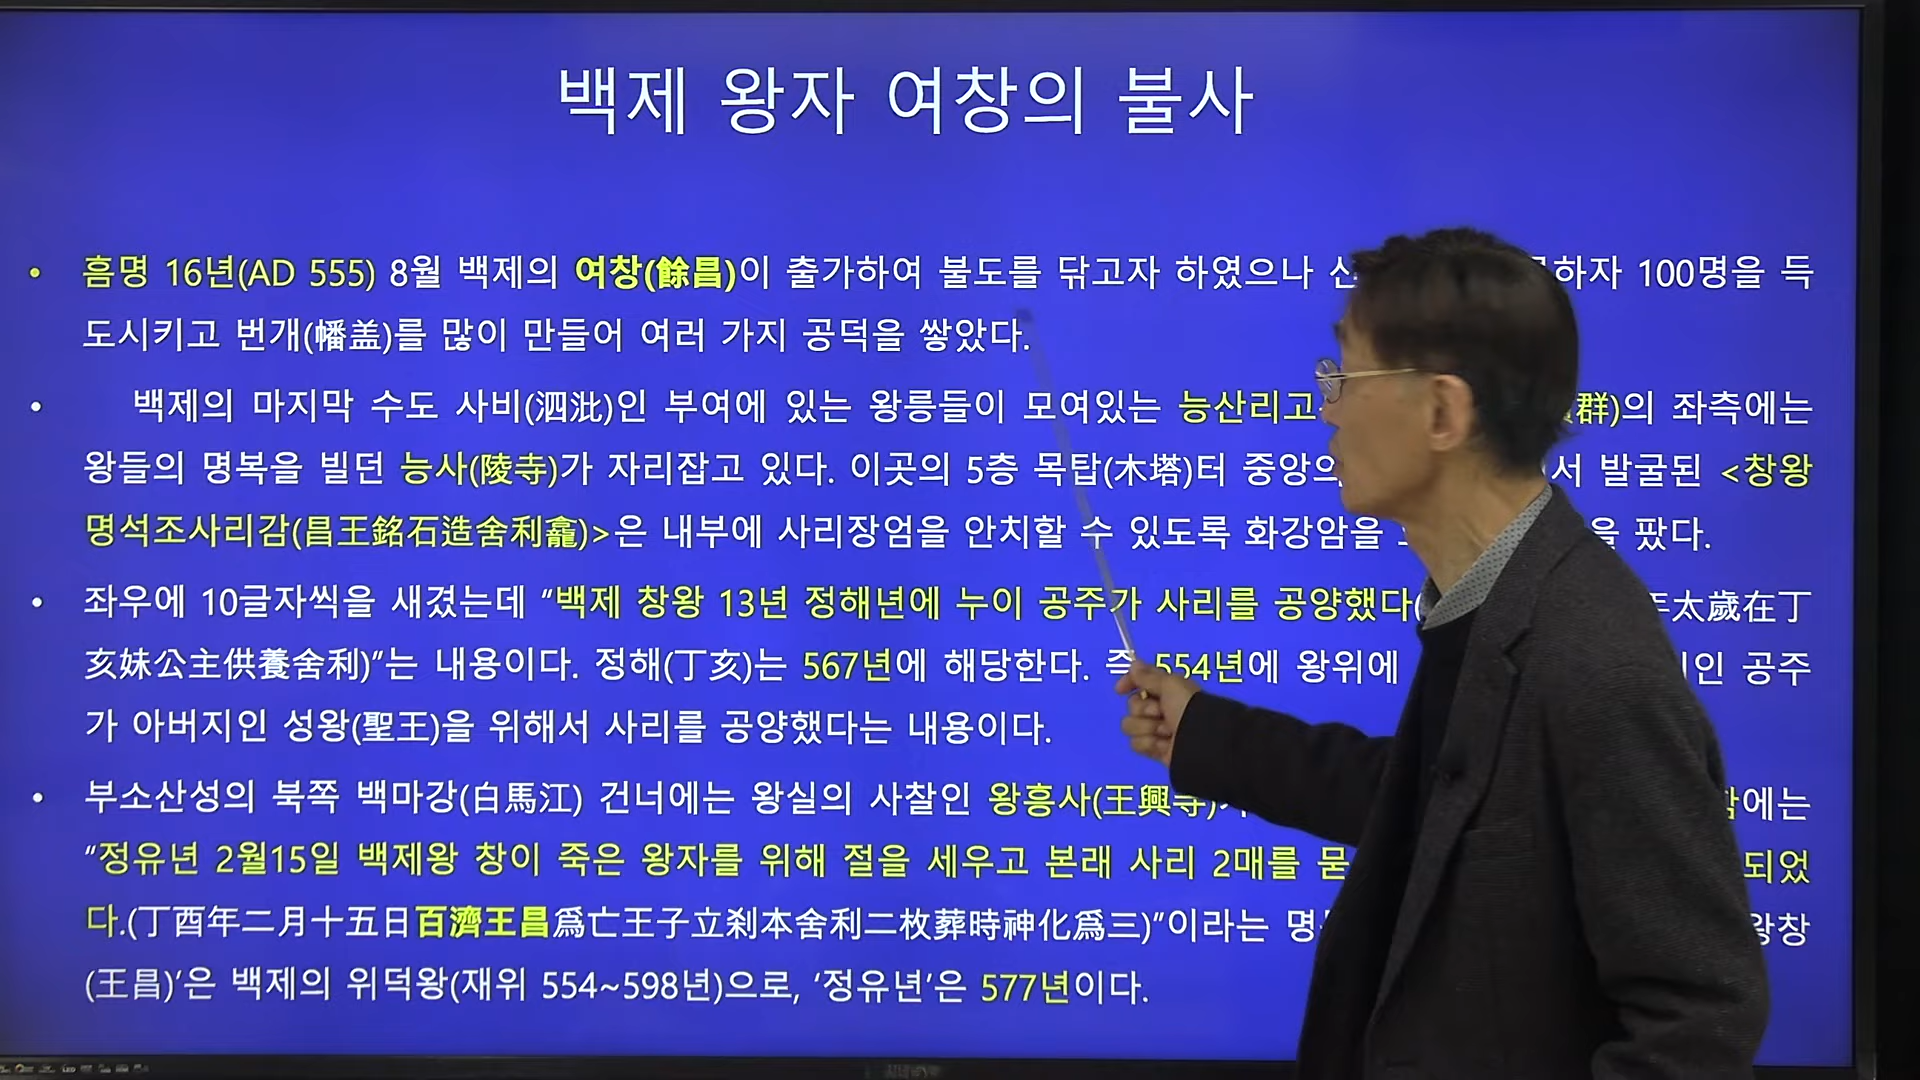 백제 왕자 여창의 불사
• 흠명 16년(AD 555) 8월 백제의 여창(餘昌)이 출가하여 불도를 닦고자 하였으나 하자 100명을 득
도시키고 번개(幡盖)를 많이 만들어 여러 가지 공덕을 쌓았다.
• 백제의 마지막 수도 사비(泗沘)인 부여에 있는 왕릉들이 모여있는 능산리고 群)의 좌측에는
왕들의 명복을 빌던 능사(陵寺)가 자리잡고 있다. 이곳의 5층 목탑(木塔)터 중앙의 서 발굴된 <창왕
명석조사리감(昌王銘石造舍利龕)>은 내부에 사리장엄을 안치할 수 있도록 화강암을 을 팠다.
• 좌우에 10글자씩을 새겼는데 “백제 창왕 13년 정해년에 누이 공주가 사리를 공양했다( 太歲在丁
亥妹公主供養舍利)”는 내용이다. 정해(丁亥)는 567년에 해당한다. 즉 554년에 왕위에 인 공주
가 아버지인 성왕(聖王)을 위해서 사리를 공양했다는 내용이다.
• 부소산성의 북쪽 백마강(白馬江) 건너에는 왕실의 사찰인 왕흥사(王興寺) 에는
“정유년 2월15일 백제왕 창이 죽은 왕자를 위해 절을 세우고 본래 사리 2매를 묻 되었
다.(丁酉年二月十五日百濟王昌爲亡王子立刹本舍利二枚葬時神化爲三)”이라는 왕창
(王昌)’은 백제의 위덕왕(재위 554~598년)으로, ‘정유년’은 577년이다.